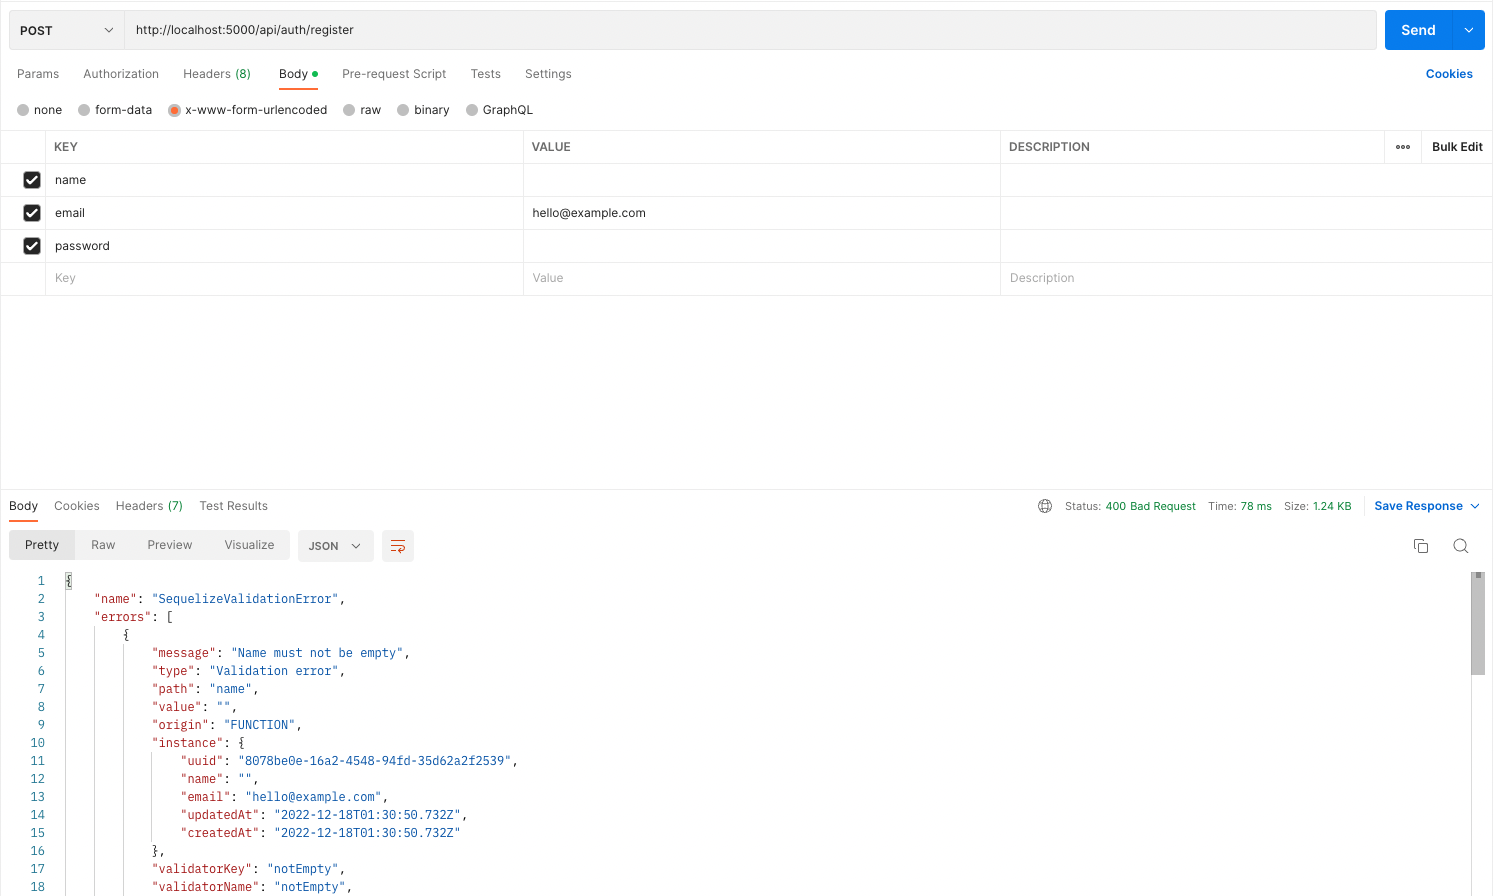 POST http://localhost:5000/api/auth/register Send
Params Authorization Headers (8) Body Pre-request Script Tests Settings Cookies
none form-data x-www-form-urlencoded raw binary GraphQL
KEY VALUE DESCRIPTION ••• Bulk Edit
name
email hello@example.com
password
Key Value Description
Body Cookies Headers (7) Test Results Status: 400 Bad Request Time: 78 ms Size: 1.24 KB Save Response
Pretty Raw Preview Visualize JSON
1 {
2 "name": "SequelizeValidationError",
3 "errors": [
4 {
5 "message": "Name must not be empty",
6 "type": "Validation error",
7 "path": "name",
8 "value": "",
9 "origin": "FUNCTION",
10 "instance": {
11 "uuid": "8078be0e-16a2-4548-94fd-35d62a2f2539",
12 "name": "",
13 "email": "hello@example.com",
14 "updatedAt": "2022-12-18T01:30:50.732Z",
15 "createdAt": "2022-12-18T01:30:50.732Z"
16 },
17 "validatorKey": "notEmpty",
18 "validatorName": "notEmpty",